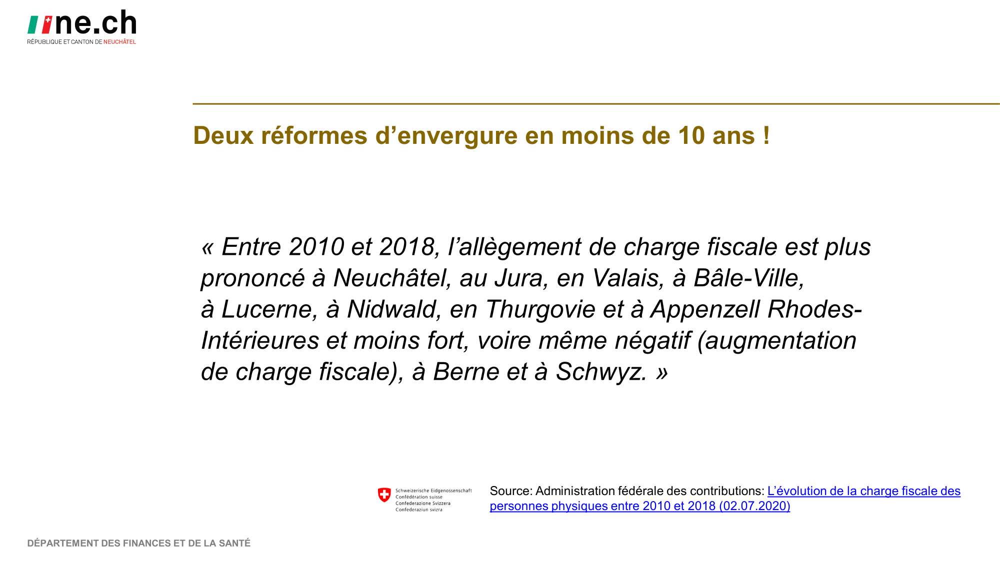 ne.ch
RÉPUBLIQUE ET CANTON DE NEUCHÂTEL
Deux réformes d’envergure en moins de 10 ans !
« Entre 2010 et 2018, l’allègement de charge fiscale est plus
prononcé à Neuchâtel, au Jura, en Valais, à Bâle-Ville,
à Lucerne, à Nidwald, en Thurgovie et à Appenzell Rhodes-
Intérieures et moins fort, voire même négatif (augmentation
de charge fiscale), à Berne et à Schwyz. »
Schweizerische Eidgenossenschaft
Confédération suisse
Confederazione Svizzera
Confederaziun svizra
Source: Administration fédérale des contributions: L’évolution de la charge fiscale des
personnes physiques entre 2010 et 2018 (02.07.2020)
DÉPARTEMENT DES FINANCES ET DE LA SANTÉ